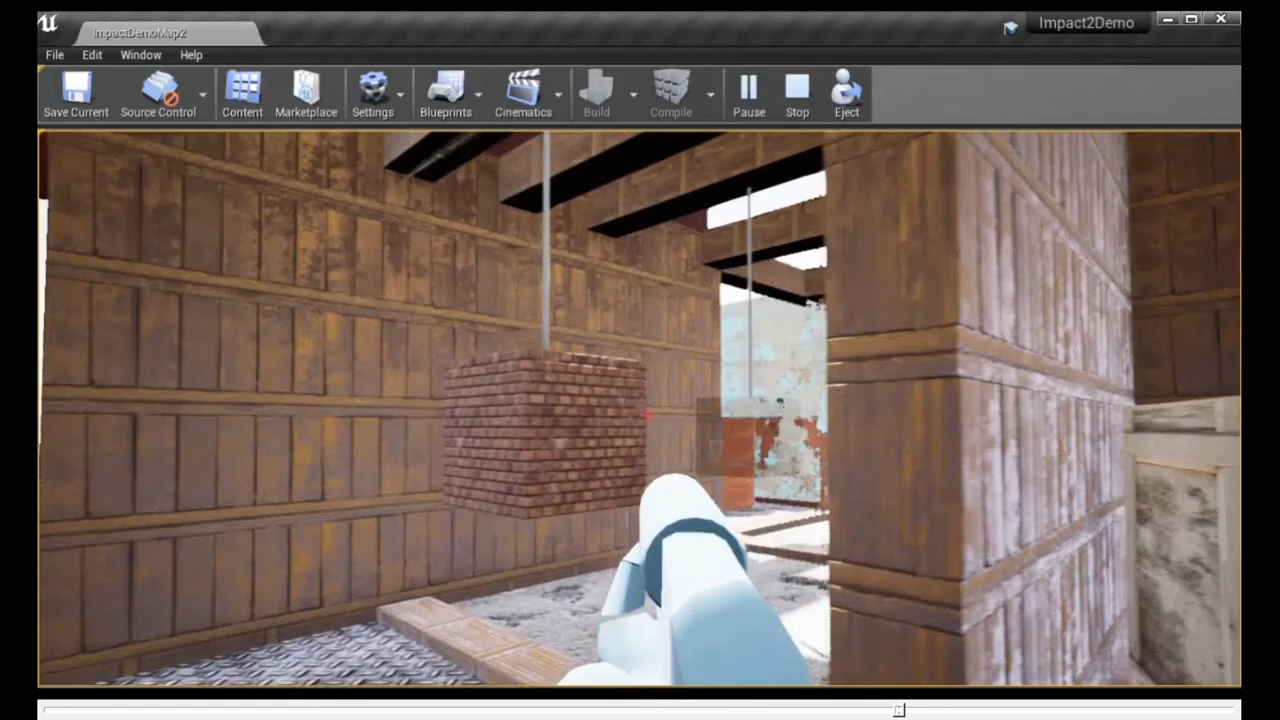 ImpactDemoMap2
Impact2Demo
File Edit Window Help
Save Current Source Control Content Marketplace Settings Blueprints Cinematics Build Compile Pause Stop Eject